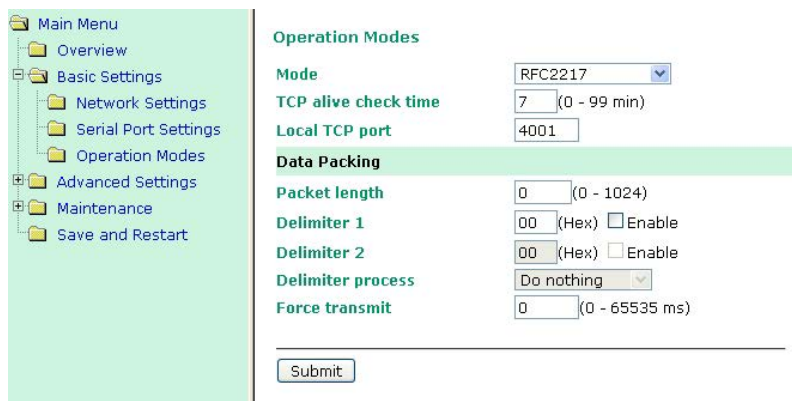 Main Menu
Overview
Basic Settings
Network Settings
Serial Port Settings
Operation Modes
Advanced Settings
Maintenance
Save and Restart
Operation Modes
Mode RFC2217
TCP alive check time 7 (0 - 99 min)
Local TCP port 4001
Data Packing
Packet length 0 (0 - 1024)
Delimiter 1 00 (Hex) Enable
Delimiter 2 00 (Hex) Enable
Delimiter process Do nothing
Force transmit 0 (0 - 65535 ms)
Submit